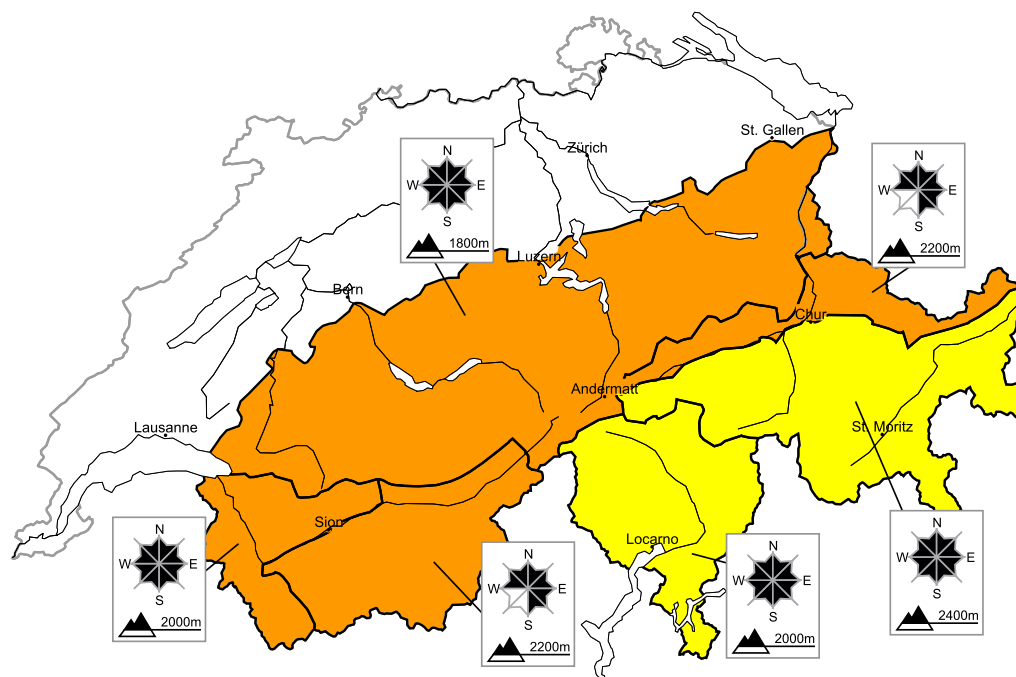 St. Gallen
Zürich
N
W E
S
1800m
N
W E
S
2200m
Luzern
Bern
Chur
Andermatt
Lausanne
St. Moritz
Sion
Locarno
N
W E
S
2000m
N
W E
S
2200m
N
W E
S
2000m
N
W E
S
2400m